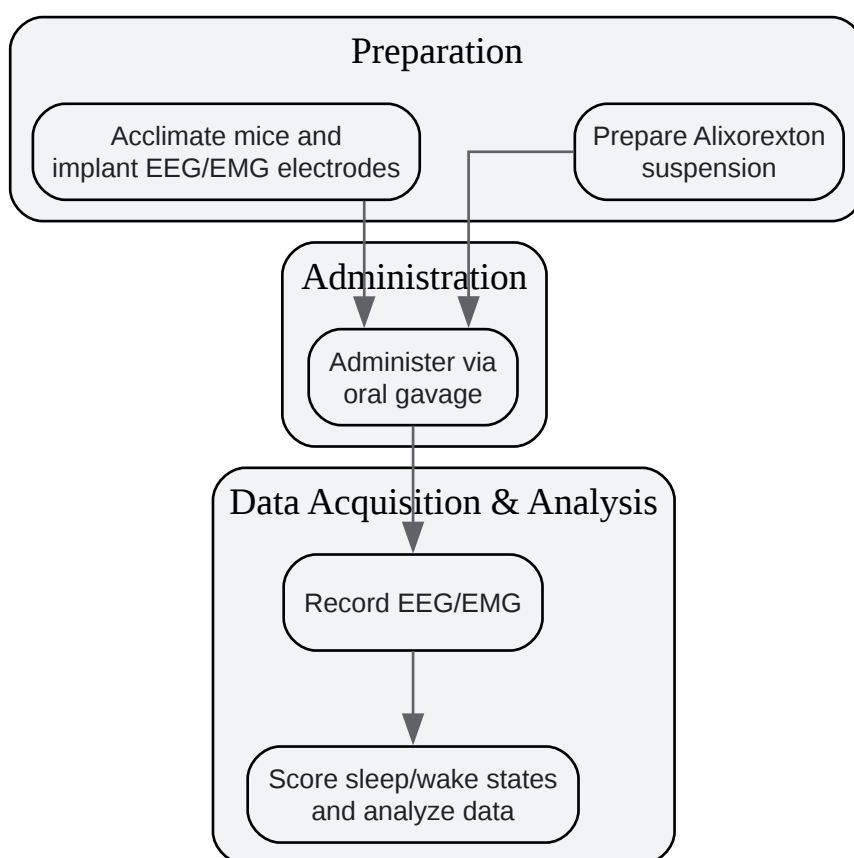 Preparation
Acclimate mice and
implant EEG/EMG electrodes
Prepare Alixorexton
suspension
Administration
Administer via
oral gavage
Data Acquisition & Analysis
Record EEG/EMG
Score sleep/wake states
and analyze data